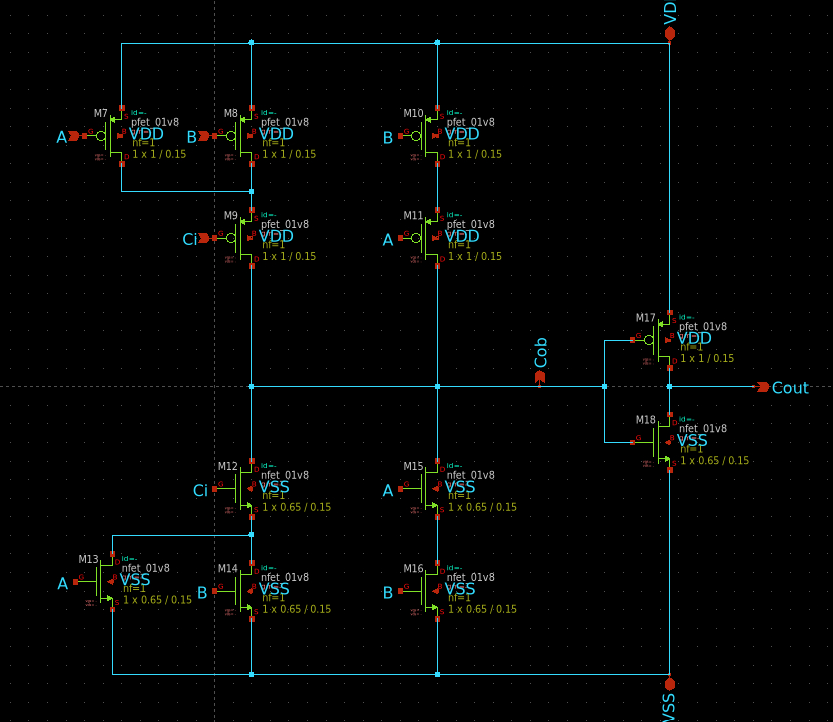 VD
M7
pfet_01v8
VDD
nf=1
1 x 1 / 0.15
A
G
S
B
D
M8
pfet_01v8
VDD
nf=1
1 x 1 / 0.15
B
G
S
B
D
M10
pfet_01v8
VDD
nf=1
1 x 1 / 0.15
B
G
S
B
D
M9
pfet_01v8
VDD
nf=1
1 x 1 / 0.15
Ci
G
S
B
D
M11
pfet_01v8
VDD
nf=1
1 x 1 / 0.15
A
G
S
B
D
M17
pfet_01v8
VDD
nf=1
1 x 1 / 0.15
G
S
B
D
Cob
Cout
M18
nfet_01v8
VSS
nf=1
1 x 0.65 / 0.15
G
D
B
S
M12
nfet_01v8
VSS
nf=1
1 x 0.65 / 0.15
Ci
G
D
B
S
M15
nfet_01v8
VSS
nf=1
1 x 0.65 / 0.15
A
G
D
B
S
M13
nfet_01v8
VSS
nf=1
1 x 0.65 / 0.15
A
G
D
B
S
M14
nfet_01v8
VSS
nf=1
1 x 0.65 / 0.15
B
G
D
B
S
M16
nfet_01v8
VSS
nf=1
1 x 0.65 / 0.15
B
G
D
B
S
VSS